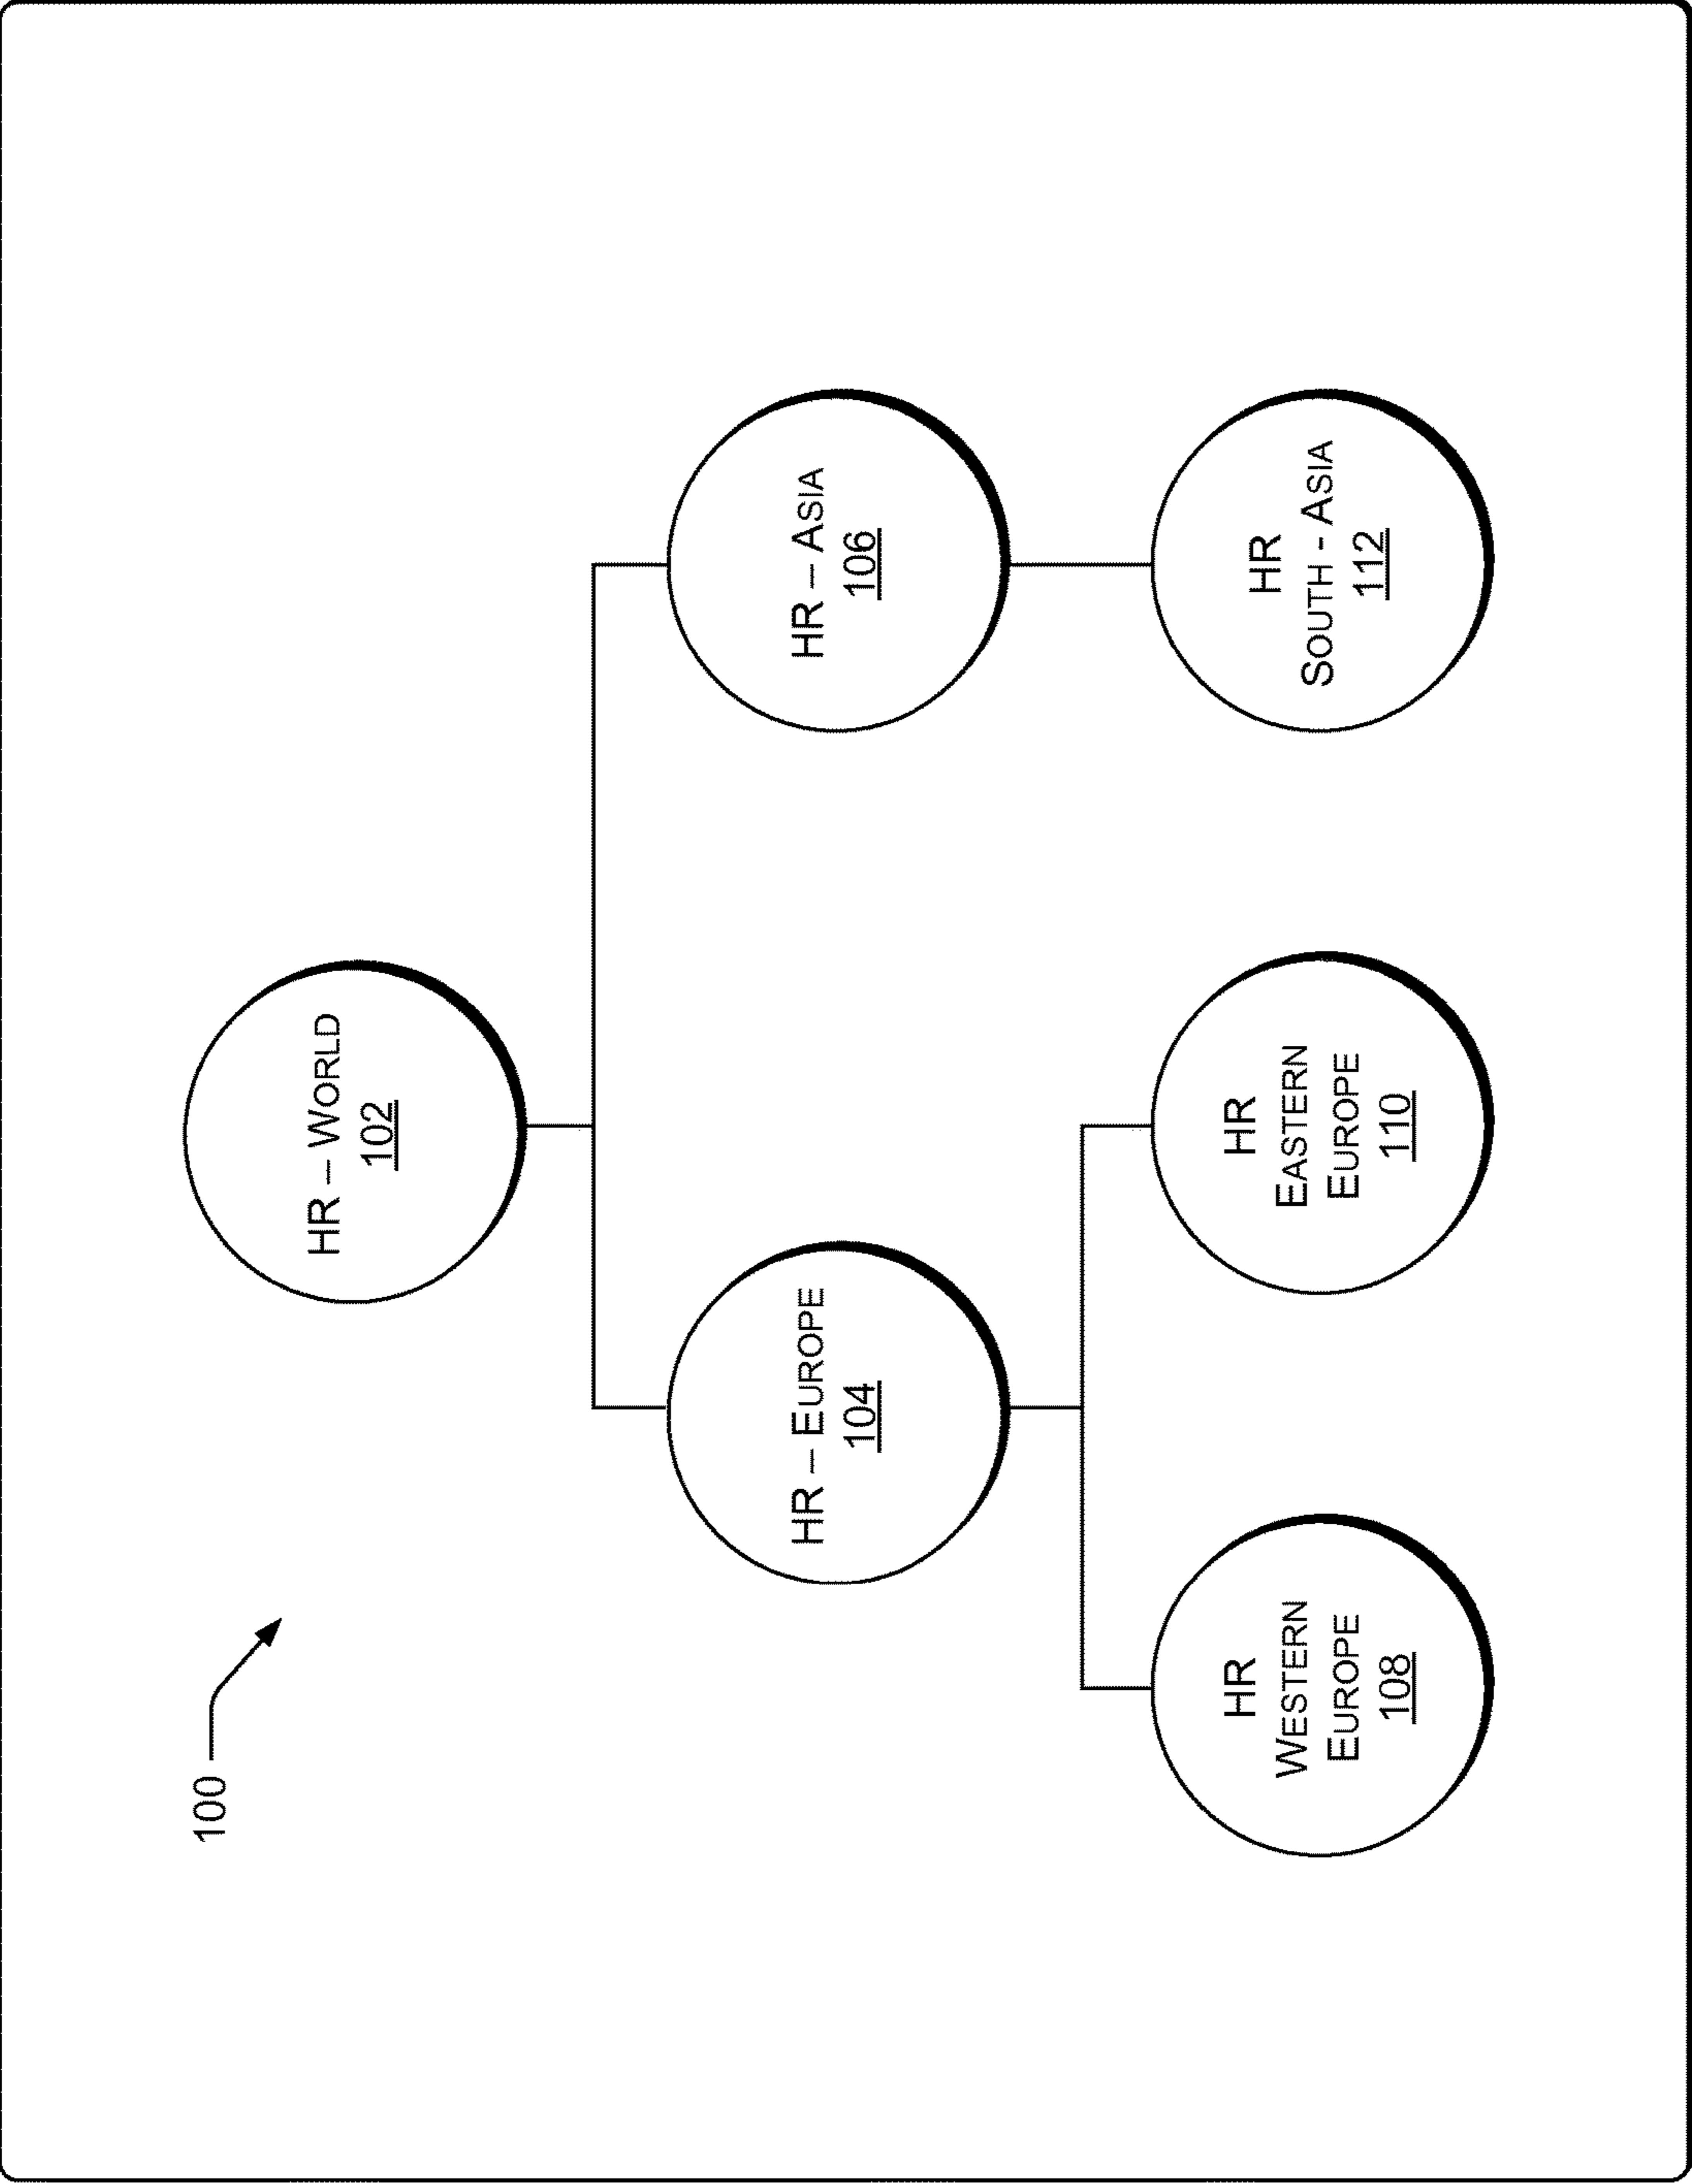 100
HR – WORLD
102
HR – EUROPE
104
HR – ASIA
106
HR
WESTERN
EUROPE
108
HR
EASTERN
EUROPE
110
HR
SOUTH - ASIA
112